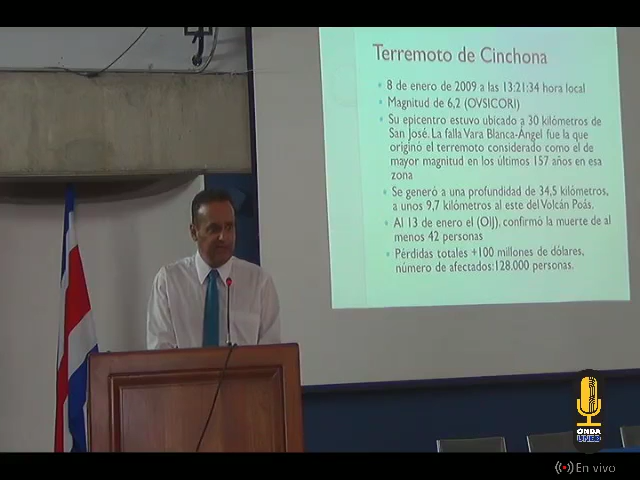 Terremoto de Cinchona
8 de enero de 2009 a las 13:21:34 hora local
Magnitud de 6,2 (OVSICORI)
Su epicentro estuvo ubicado a 30 kilómetros de
San José. La falla Vara Blanca-Ángel fue la que
originó el terremoto considerado como el de
mayor magnitud en los últimos 157 años en esa
zona
Se generó a una profundidad de 34,5 kilómetros,
a unos 9,7 kilómetros al este del Volcán Poás.
Al 13 de enero el (OIJ), confirmó la muerte de al
menos 42 personas
Pérdidas totales +100 millones de dólares,
número de afectados:128.000 personas.
ONDA
UNED
En vivo